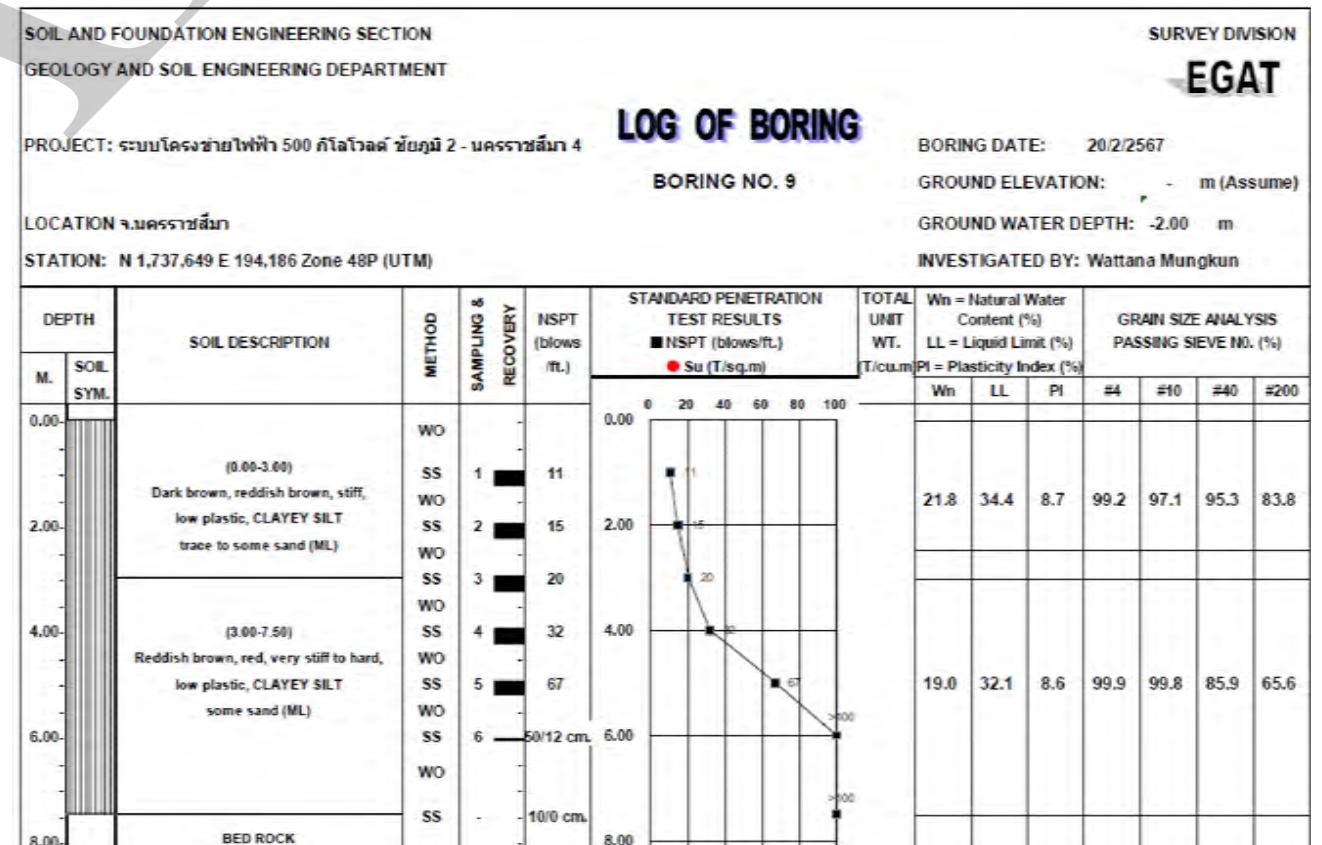 SOIL AND FOUNDATION ENGINEERING SECTION
SURVEY DIVISION
GEOLOGY AND SOIL ENGINEERING DEPARTMENT
EGAT
LOG OF BORING
PROJECT: ระบบโครงข่ายไฟฟ้า 500 กิโลโวลต์ ชัยภูมิ 2 - นครราชสีมา 4
BORING DATE: 20/2/2567
BORING NO. 9
GROUND ELEVATION: - m (Assume)
LOCATION จ.นครราชสีมา
GROUND WATER DEPTH: -2.00 m
STATION: N 1,737,649 E 194,186 Zone 48P (UTM)
INVESTIGATED BY: Wattana Mungkun
DEPTH
M.
SOIL SYM.
SOIL DESCRIPTION
METHOD
SAMPLING & RECOVERY
NSPT (blows /ft.)
STANDARD PENETRATION TEST RESULTS
NSPT (blows/ft.)
Su (T/sq.m)
TOTAL UNIT WT. (T/cu.m)
Wn = Natural Water Content (%)
LL = Liquid Limit (%)
PI = Plasticity Index (%)
GRAIN SIZE ANALYSIS
PASSING SIEVE NO. (%)
Wn LL PI #4 #10 #40 #200
0 20 40 60 80 100
0.00 WO 0.00
(0.00-3.00)
SS 1 11 11
Dark brown, reddish brown, stiff,
WO 21.8 34.4 8.7 99.2 97.1 95.3 83.8
low plastic, CLAYEY SILT
2.00 SS 2 15 2.00 15
trace to some sand (ML)
WO
SS 3 20 20
WO
4.00 (3.00-7.50) SS 4 32 4.00
Reddish brown, red, very stiff to hard, WO
low plastic, CLAYEY SILT SS 5 67 67 19.0 32.1 8.6 99.9 99.8 85.9 65.6
some sand (ML) WO
>100
6.00 SS 6 50/12 cm. 6.00
WO
>100
SS - 10/0 cm.
8.00 BED ROCK 8.00